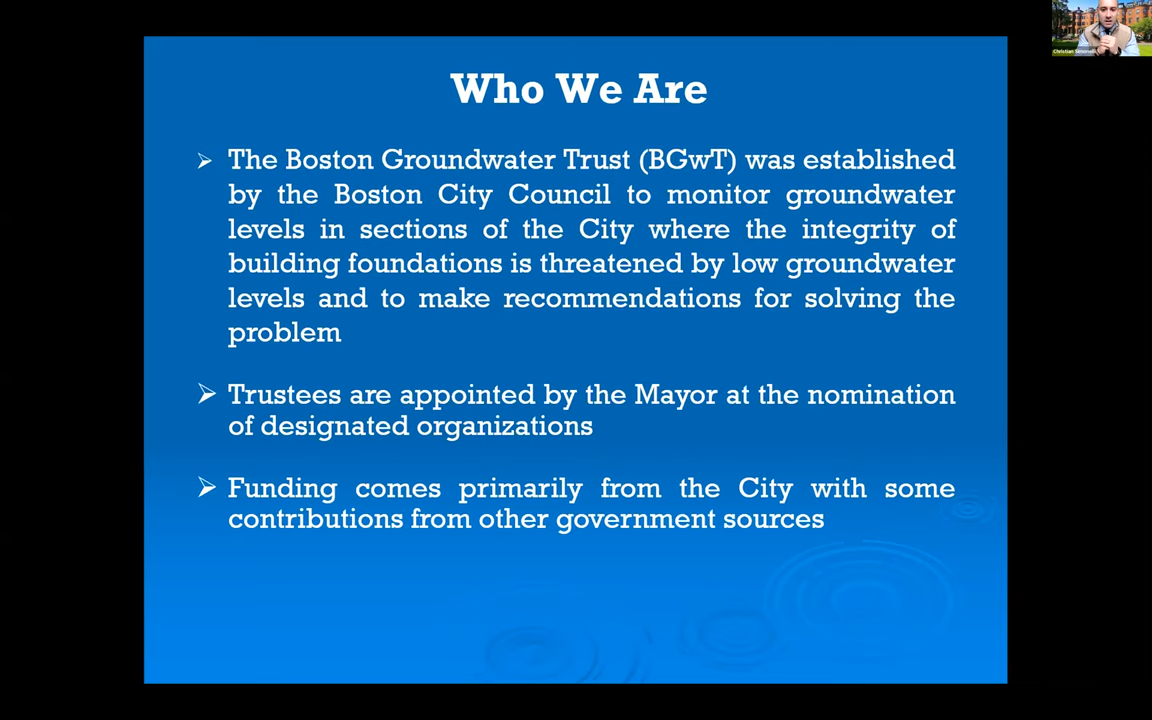 Christian Simonelli
Who We Are
The Boston Groundwater Trust (BGwT) was established
by the Boston City Council to monitor groundwater
levels in sections of the City where the integrity of
building foundations is threatened by low groundwater
levels and to make recommendations for solving the
problem
Trustees are appointed by the Mayor at the nomination
of designated organizations
Funding comes primarily from the City with some
contributions from other government sources